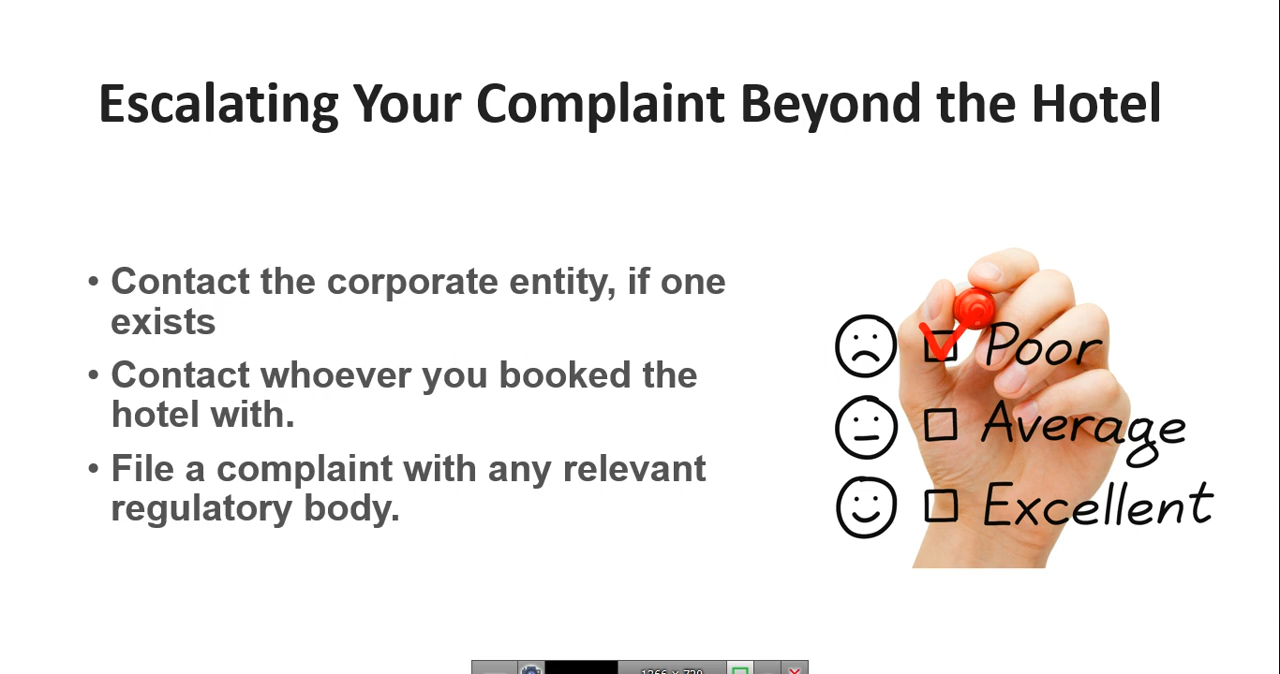 Escalating Your Complaint Beyond the Hotel
• Contact the corporate entity, if one
exists
• Contact whoever you booked the
hotel with.
• File a complaint with any relevant
regulatory body.
Poor
Average
Excellent